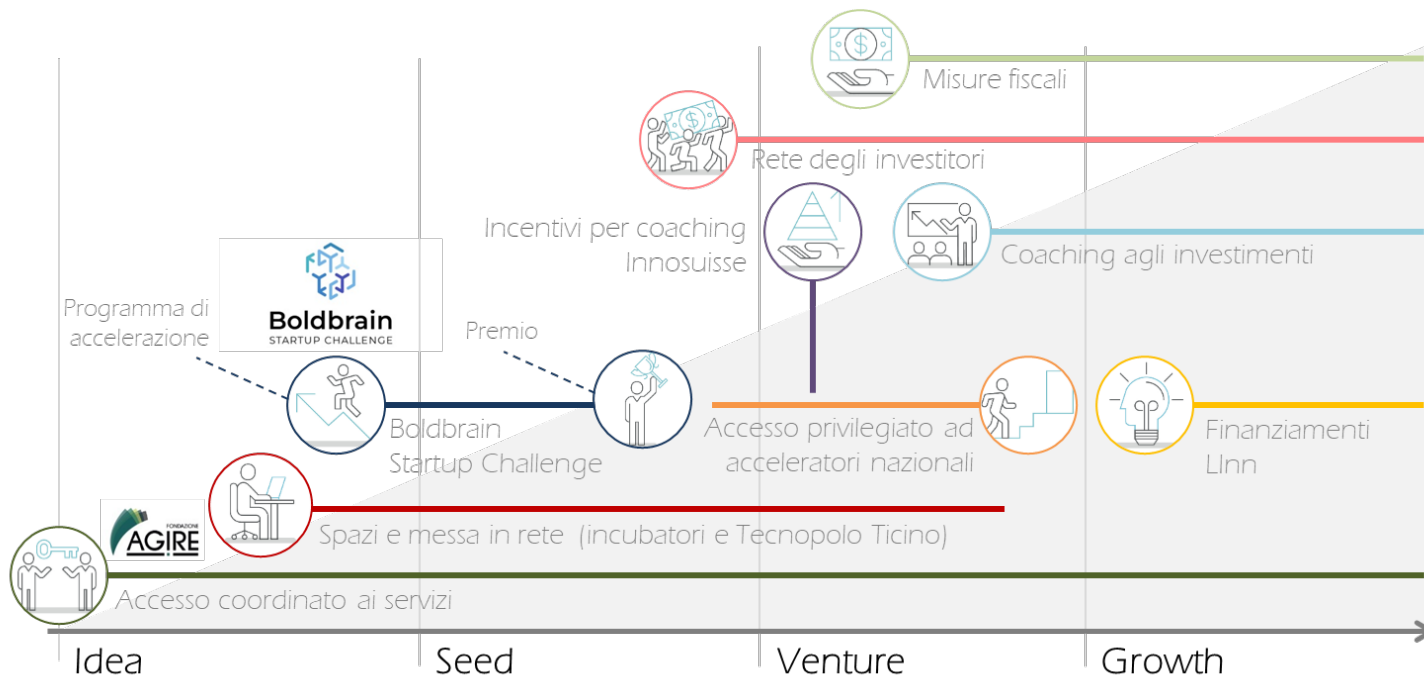 Misure fiscali
Rete degli investitori
Incentivi per coaching
Innosuisse
Coaching agli investimenti
Boldbrain
STARTUP CHALLENGE
Programma di
accelerazione
Premio
Boldbrain
Startup Challenge
Accesso privilegiato ad
acceleratori nazionali
Finanziamenti
LInn
FONDAZIONE
AGIRE
Spazi e messa in rete (incubatori e Tecnopolo Ticino)
Accesso coordinato ai servizi
Idea
Seed
Venture
Growth